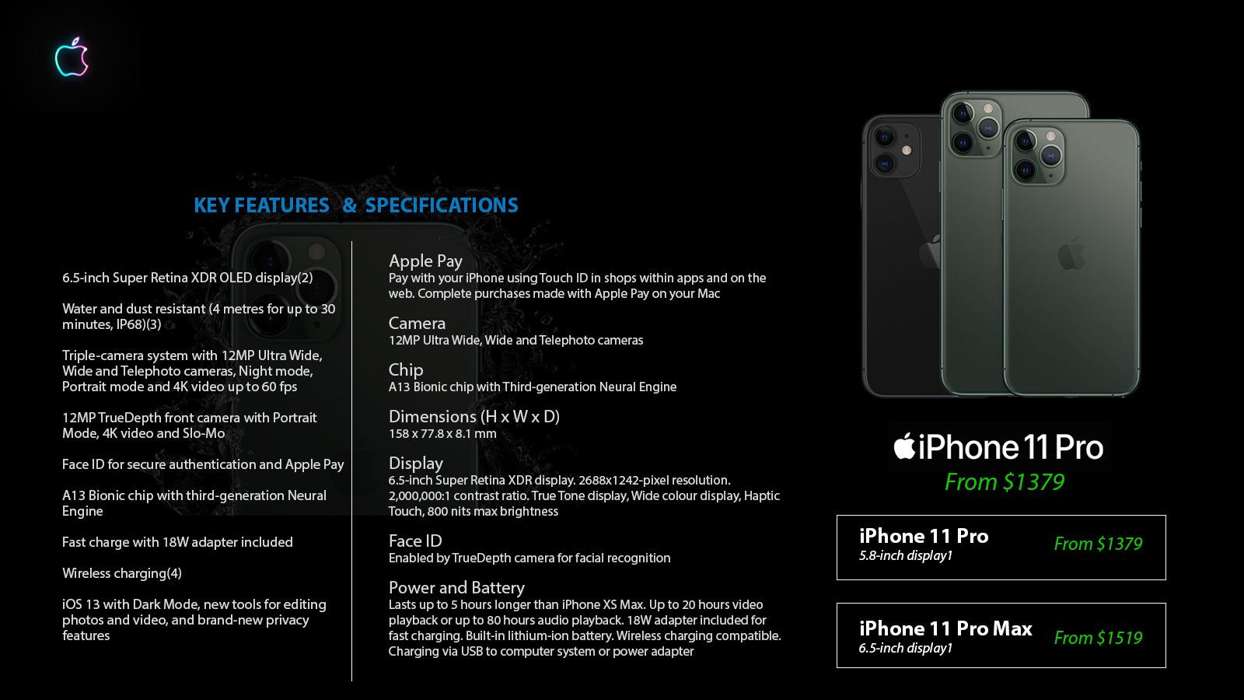 KEY FEATURES & SPECIFICATIONS
6.5-inch Super Retina XDR OLED display(2)
Water and dust resistant (4 metres for up to 30
minutes, IP68)(3)
Triple-camera system with 12MP Ultra Wide,
Wide and Telephoto cameras, Night mode,
Portrait mode and 4K video up to 60 fps
12MP TrueDepth front camera with Portrait
Mode, 4K video and Slo-Mo
Face ID for secure authentication and Apple Pay
A13 Bionic chip with third-generation Neural
Engine
Fast charge with 18W adapter included
Wireless charging(4)
iOS 13 with Dark Mode, new tools for editing
photos and video, and brand-new privacy
features
Apple Pay
Pay with your iPhone using Touch ID in shops within apps and on the
web. Complete purchases made with Apple Pay on your Mac
Camera
12MP Ultra Wide, Wide and Telephoto cameras
Chip
A13 Bionic chip with Third-generation Neural Engine
Dimensions (H x W x D)
158 x 77.8 x 8.1 mm
Display
6.5-inch Super Retina XDR display. 2688x1242-pixel resolution.
2,000,000:1 contrast ratio. True Tone display, Wide colour display, Haptic
Touch, 800 nits max brightness
Face ID
Enabled by TrueDepth camera for facial recognition
Power and Battery
Lasts up to 5 hours longer than iPhone XS Max. Up to 20 hours video
playback or up to 80 hours audio playback. 18W adapter included for
fast charging. Built-in lithium-ion battery. Wireless charging compatible.
Charging via USB to computer system or power adapter
iPhone 11 Pro
From $1379
iPhone 11 Pro
5.8-inch display1
From $1379
iPhone 11 Pro Max
6.5-inch display1
From $1519